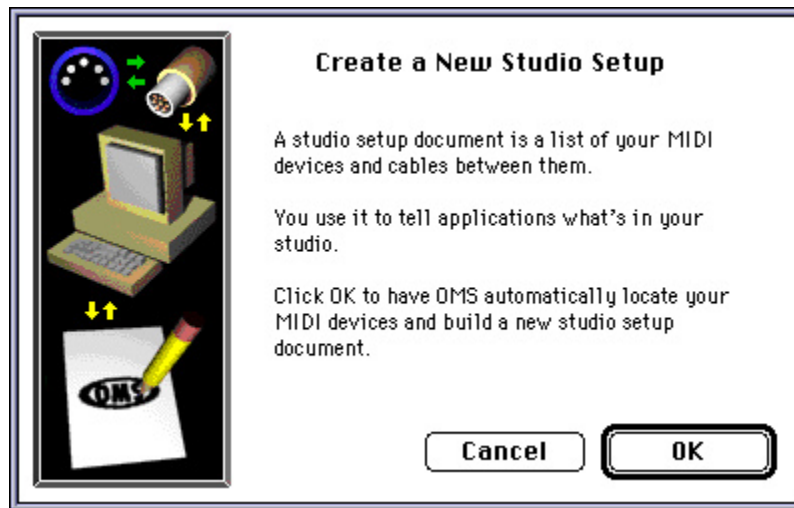 Create a New Studio Setup
A studio setup document is a list of your MIDI
devices and cables between them.
You use it to tell applications what's in your
studio.
Click OK to have OMS automatically locate your
MIDI devices and build a new studio setup
document.
OMS
Cancel
OK